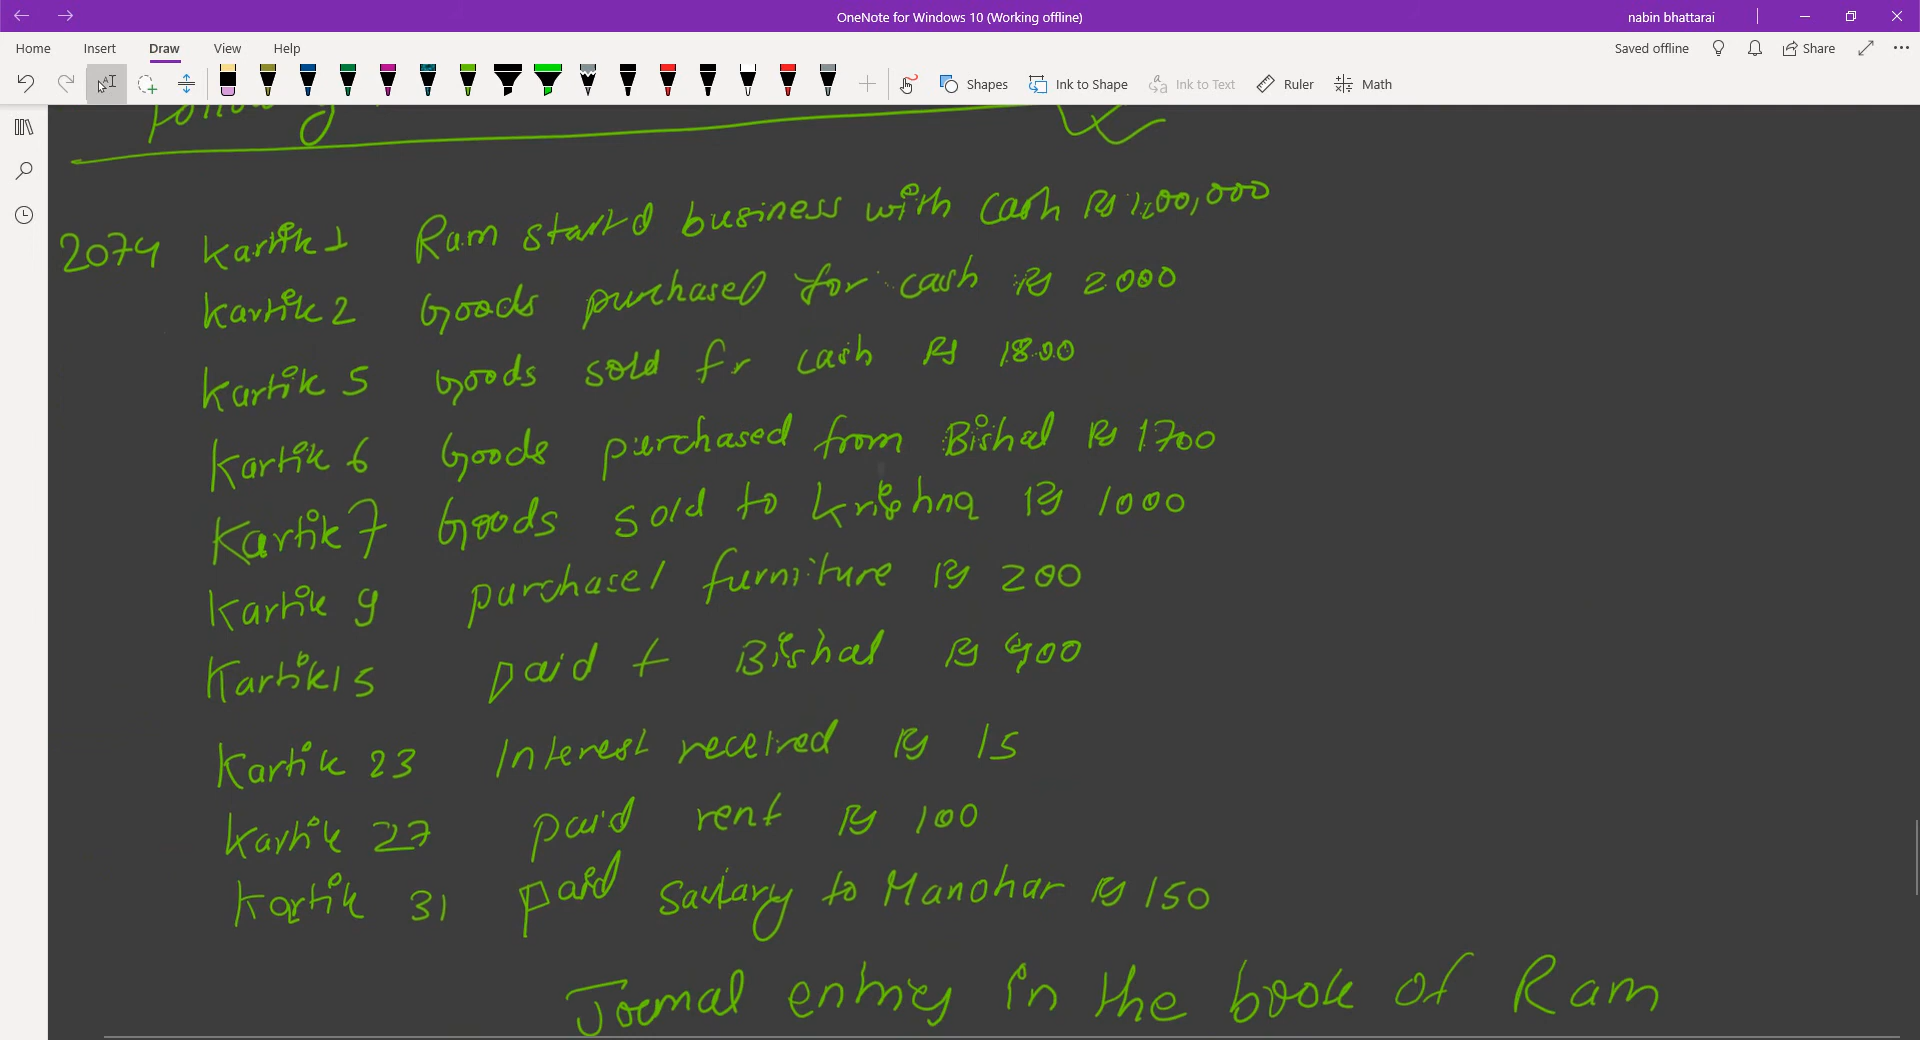 OneNote for Windows 10 (Working offline)
nabin bhattarai
Home Insert Draw View Help
Saved offline Share
Shapes Ink to Shape Ink to Text Ruler Math
following
2074 Kartik 1 Ram start'd business with cash Rs 1,00,000
Kartik 2 Goods purchased for cash Rs 2000
Kartik 5 Goods sold fr cash Rs 1800
Kartik 6 Goods purchased from Bishal Rs 1700
Kartik 7 Goods sold to Krishna Rs 1000
Kartik 9 purchased furniture Rs 200
Kartik 15 paid t Bishal Rs 900
Kartik 23 Interest received Rs 15
Kartik 27 paid rent Rs 100
Kartik 31 paid salary to Manohar Rs 150
Journal entries in the book of Ram